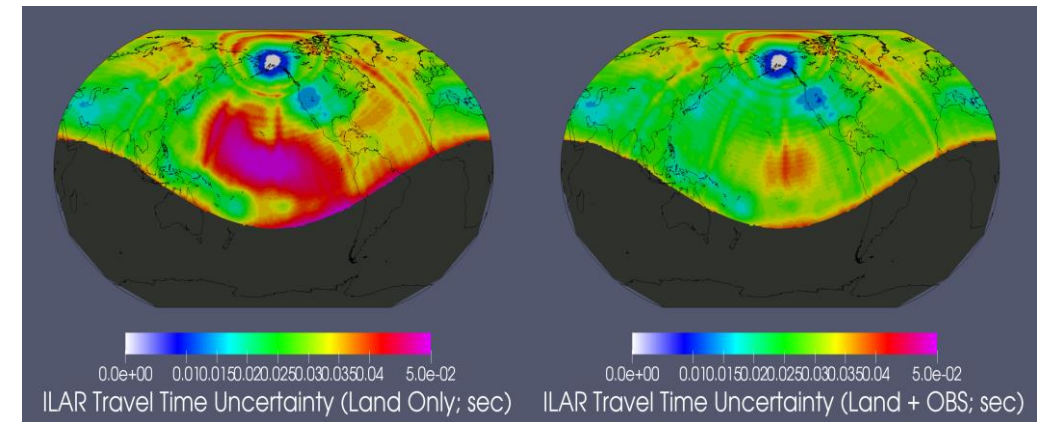 0.0e+00 0.010.0150.020.0250.030.0350.04 5.0e-02
ILAR Travel Time Uncertainty (Land Only; sec)
0.0e+00 0.010.0150.020.0250.030.0350.04 5.0e-02
ILAR Travel Time Uncertainty (Land + OBS; sec)